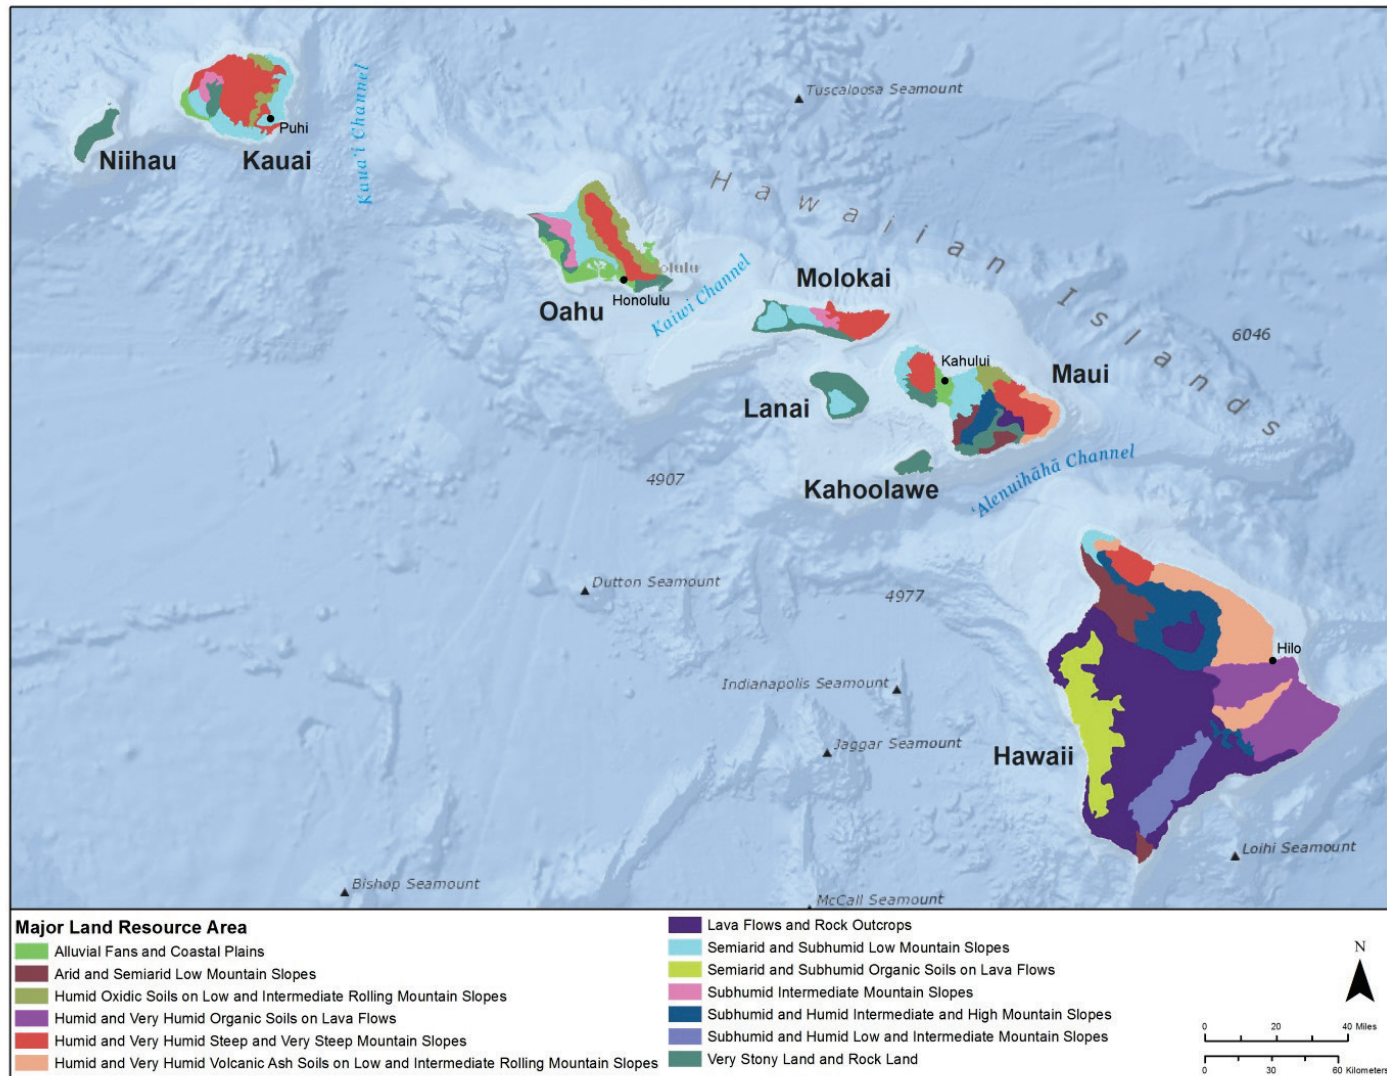 Tuscaloosa Seamount
Kaua'i Channel
Puhi
Niihau
Kauai
Hawaiian Islands
Molokai
Oahu
Honolulu
Kaiwi Channel
6046
Kahului
Maui
Lanai
Kahoolawe
4907
'Alenuihāhā Channel
Dutton Seamount
4977
Hilo
Indianapolis Seamount
Jaggar Seamount
Hawaii
Loihi Seamount
Bishop Seamount
McCall Seamount
Major Land Resource Area
Alluvial Fans and Coastal Plains
Arid and Semiarid Low Mountain Slopes
Humid Oxidic Soils on Low and Intermediate Rolling Mountain Slopes
Humid and Very Humid Organic Soils on Lava Flows
Humid and Very Humid Steep and Very Steep Mountain Slopes
Humid and Very Humid Volcanic Ash Soils on Low and Intermediate Rolling Mountain Slopes
Lava Flows and Rock Outcrops
Semiarid and Subhumid Low Mountain Slopes
Semiarid and Subhumid Organic Soils on Lava Flows
Subhumid Intermediate Mountain Slopes
Subhumid and Humid Intermediate and High Mountain Slopes
Subhumid and Humid Low and Intermediate Mountain Slopes
Very Stony Land and Rock Land
N
0 20 40 Miles
0 30 60 Kilometers